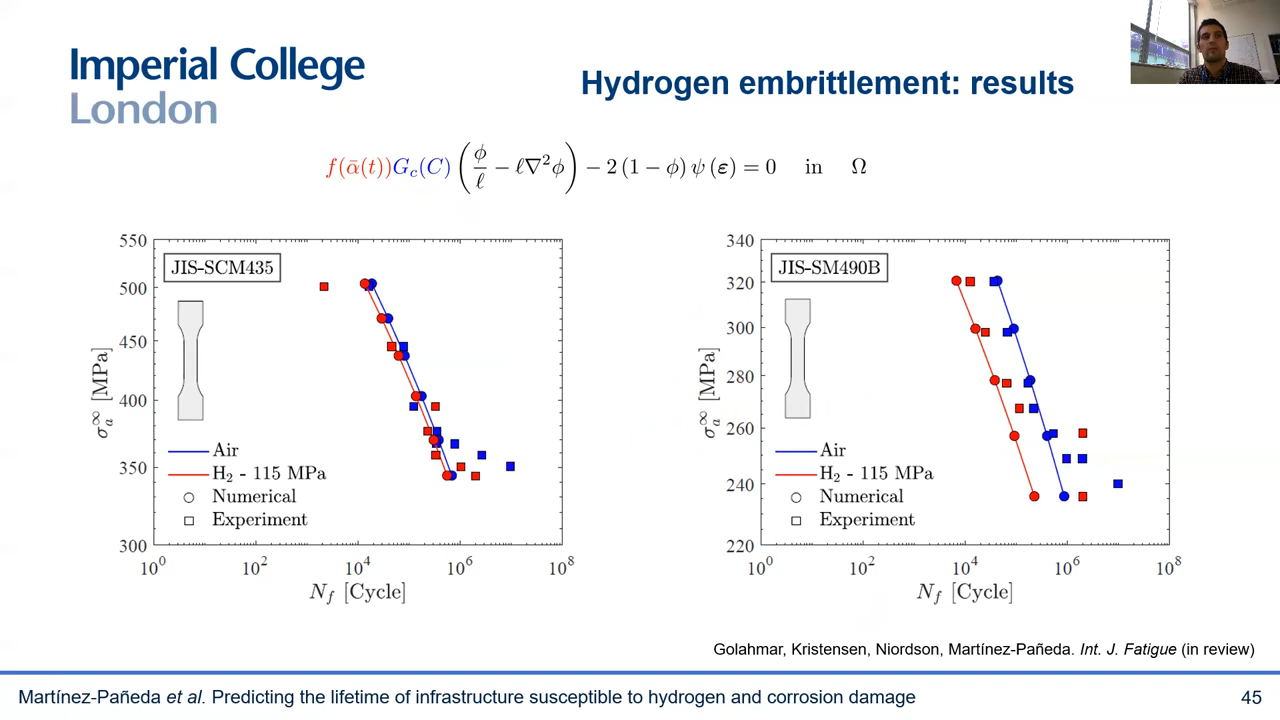 Imperial College
London
Hydrogen embrittlement: results
f(ᾱ(t))G_c(C) (ϕ/ℓ − ℓ∇²ϕ) − 2 (1 − ϕ) ψ (ε) = 0 in Ω
550
500
450
400
350
300
σ_a^∞ [MPa]
JIS-SCM435
Air
H₂ - 115 MPa
Numerical
Experiment
10⁰ 10² 10⁴ 10⁶ 10⁸
N_f [Cycle]
340
320
300
280
260
240
220
σ_a^∞ [MPa]
JIS-SM490B
Air
H₂ - 115 MPa
Numerical
Experiment
10⁰ 10² 10⁴ 10⁶ 10⁸
N_f [Cycle]
Golahmar, Kristensen, Niordson, Martínez-Pañeda. Int. J. Fatigue (in review)
Martínez-Pañeda et al. Predicting the lifetime of infrastructure susceptible to hydrogen and corrosion damage
45